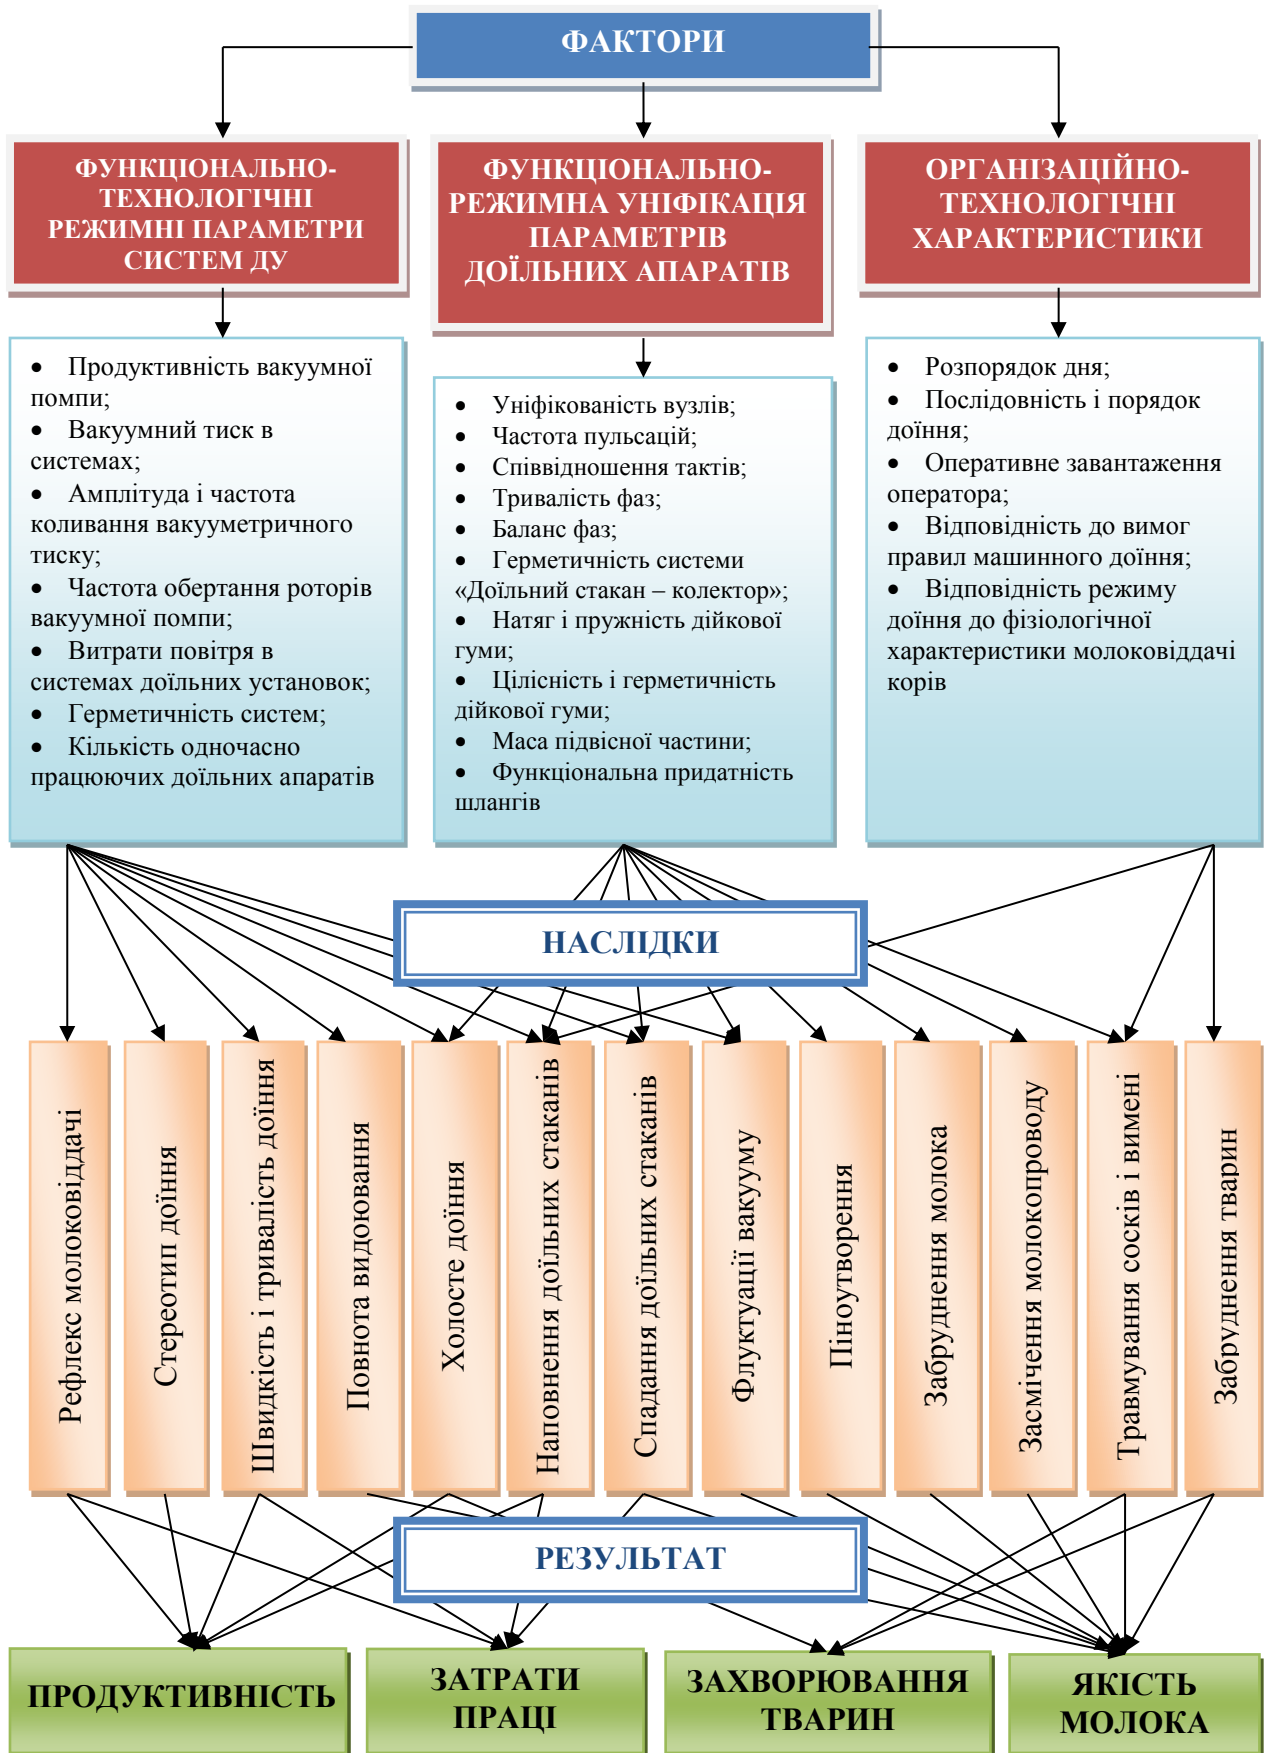 ФАКТОРИ
ФУНКЦІОНАЛЬНО-
ТЕХНОЛОГІЧНІ
РЕЖИМНІ ПАРАМЕТРИ
СИСТЕМ ДУ
ФУНКЦІОНАЛЬНО-
РЕЖИМНА УНІФІКАЦІЯ
ПАРАМЕТРІВ
ДОЇЛЬНИХ АПАРАТІВ
ОРГАНІЗАЦІЙНО-
ТЕХНОЛОГІЧНІ
ХАРАКТЕРИСТИКИ
• Продуктивність вакуумної
помпи;
• Вакуумний тиск в
системах;
• Амплітуда і частота
коливання вакууметричного
тиску;
• Частота обертання роторів
вакуумної помпи;
• Витрати повітря в
системах доїльних установок;
• Герметичність систем;
• Кількість одночасно
працюючих доїльних апаратів
• Уніфікованість вузлів;
• Частота пульсацій;
• Співвідношення тактів;
• Тривалість фаз;
• Баланс фаз;
• Герметичність системи
«Доїльний стакан – колектор»;
• Натяг і пружність дійкової
гуми;
• Цілісність і герметичність
дійкової гуми;
• Маса підвісної частини;
• Функціональна придатність
шлангів
• Розпорядок дня;
• Послідовність і порядок
доїння;
• Оперативне завантаження
оператора;
• Відповідність до вимог
правил машинного доїння;
• Відповідність режиму
доїння до фізіологічної
характеристики молоковіддачі
корів
НАСЛІДКИ
Рефлекс молоковіддачі
Стереотип доїння
Швидкість і тривалість доїння
Повнота видоювання
Холосте доїння
Наповнення доїльних стаканів
Спадання доїльних стаканів
Флуктуації вакууму
Піноутворення
Забруднення молока
Засмічення молокопроводу
Травмування сосків і вимені
Забруднення тварин
РЕЗУЛЬТАТ
ПРОДУКТИВНІСТЬ
ЗАТРАТИ
ПРАЦІ
ЗАХВОРЮВАННЯ
ТВАРИН
ЯКІСТЬ
МОЛОКА